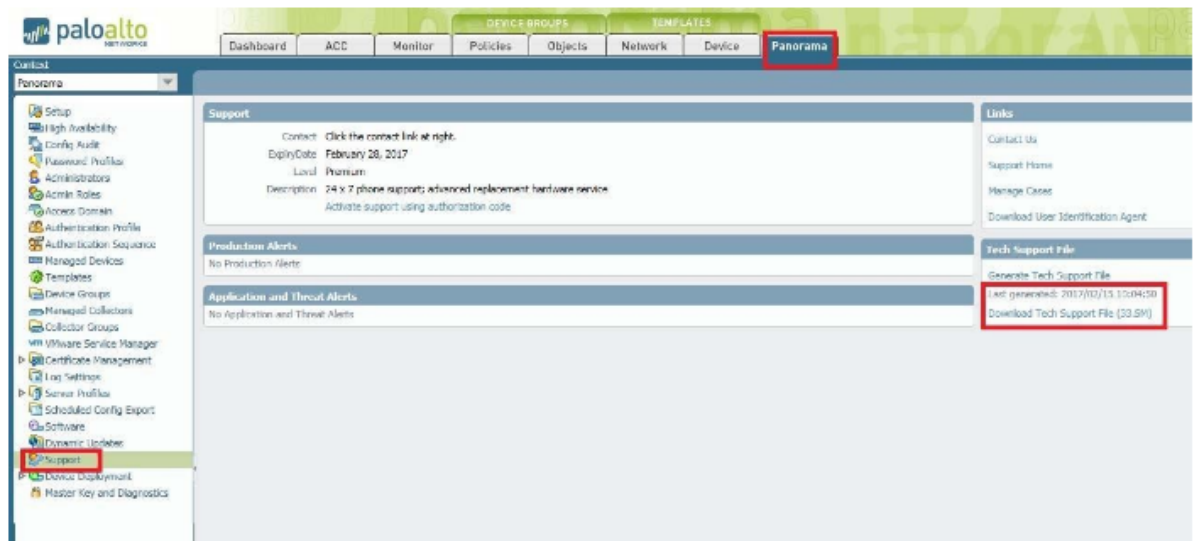 paloalto
NETWORKS
DEVICE GROUPS
TEMPLATES
Dashboard
ACC
Monitor
Policies
Objects
Network
Device
Panorama
Context
Panorama
Setup
High Availability
Config Audit
Password Profiles
Administrators
Admin Roles
Access Domain
Authentication Profile
Authentication Sequence
Managed Devices
Templates
Device Groups
Managed Collectors
Collector Groups
vm VMware Service Manager
Certificate Management
Log Settings
Server Profiles
Scheduled Config Export
Software
Dynamic Updates
Support
Device Deployment
Master Key and Diagnostics
Support
Contact Click the contact link at right.
ExpiryDate February 28, 2017
Level Premium
Description 24 x 7 phone support; advanced replacement hardware service
Activate support using authorization code
Production Alerts
No Production Alerts
Application and Threat Alerts
No Application and Threat Alerts
Links
Contact Us
Support Home
Manage Cases
Download User Identification Agent
Tech Support File
Generate Tech Support File
Last generated: 2017/02/15
Download Tech Support File (33.5M)